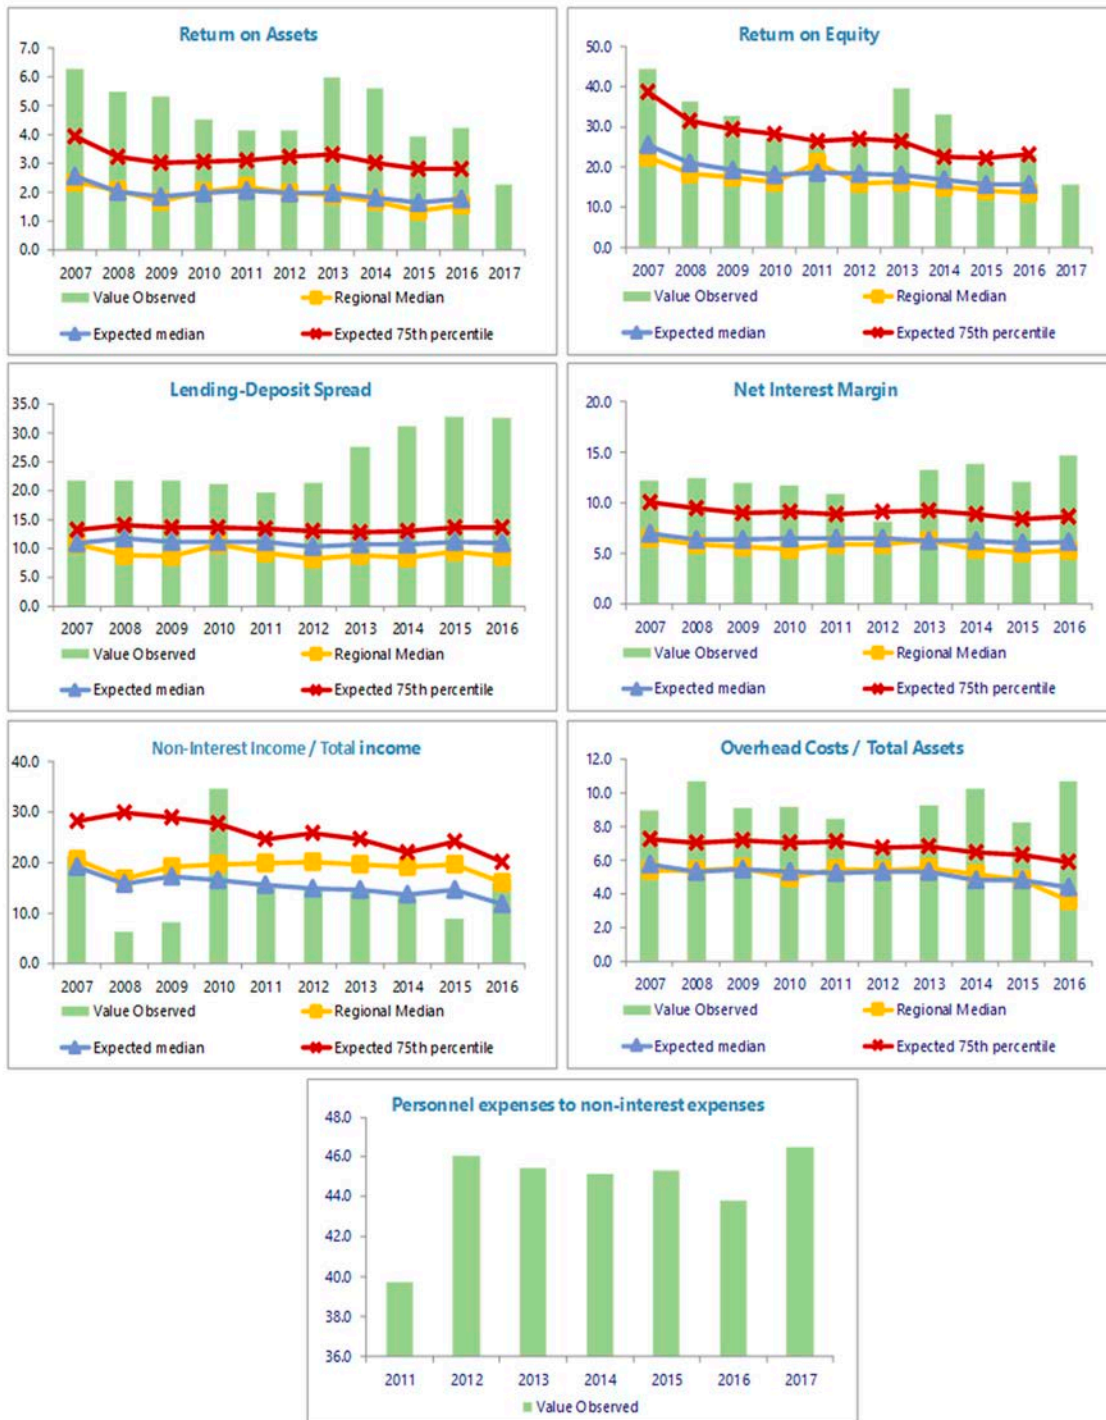 Return on Assets
7.0
6.0
5.0
4.0
3.0
2.0
1.0
0.0
2007 2008 2009 2010 2011 2012 2013 2014 2015 2016 2017
Value Observed Regional Median
Expected median Expected 75th percentile
Return on Equity
50.0
40.0
30.0
20.0
10.0
0.0
2007 2008 2009 2010 2011 2012 2013 2014 2015 2016 2017
Value Observed Regional Median
Expected median Expected 75th percentile
Lending-Deposit Spread
35.0
30.0
25.0
20.0
15.0
10.0
5.0
0.0
2007 2008 2009 2010 2011 2012 2013 2014 2015 2016
Value Observed Regional Median
Expected median Expected 75th percentile
Net Interest Margin
20.0
15.0
10.0
5.0
0.0
2007 2008 2009 2010 2011 2012 2013 2014 2015 2016
Value Observed Regional Median
Expected median Expected 75th percentile
Non-Interest Income / Total income
40.0
30.0
20.0
10.0
0.0
2007 2008 2009 2010 2011 2012 2013 2014 2015 2016
Value Observed Regional Median
Expected median Expected 75th percentile
Overhead Costs / Total Assets
12.0
10.0
8.0
6.0
4.0
2.0
0.0
2007 2008 2009 2010 2011 2012 2013 2014 2015 2016
Value Observed Regional Median
Expected median Expected 75th percentile
Personnel expenses to non-interest expenses
48.0
46.0
44.0
42.0
40.0
38.0
36.0
2011 2012 2013 2014 2015 2016 2017
Value Observed